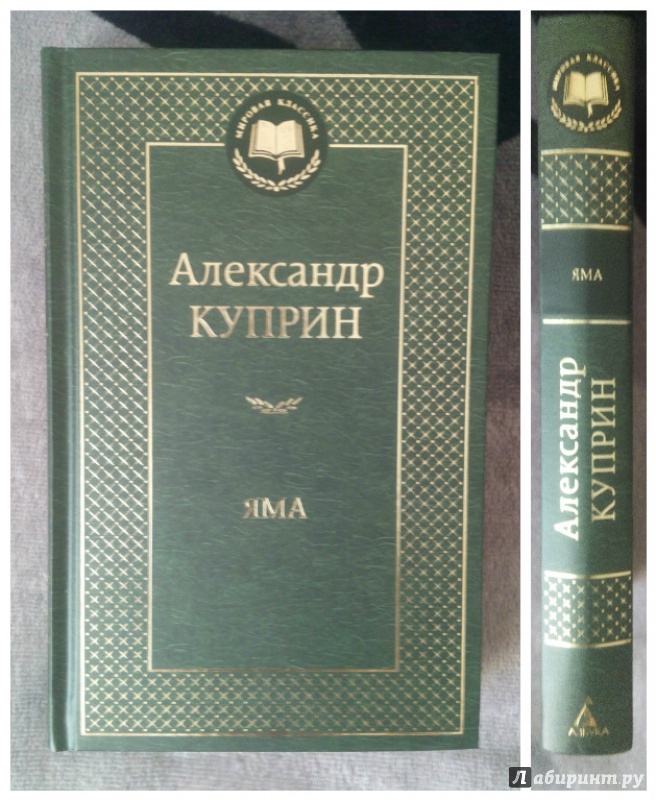 МИРОВАЯ КЛАССИКА
Александр
КУПРИН
ЯМА
МИРОВАЯ КЛАССИКА
ЯМА
Александр
КУПРИН
АЗБУКА
Лабиринт.ру